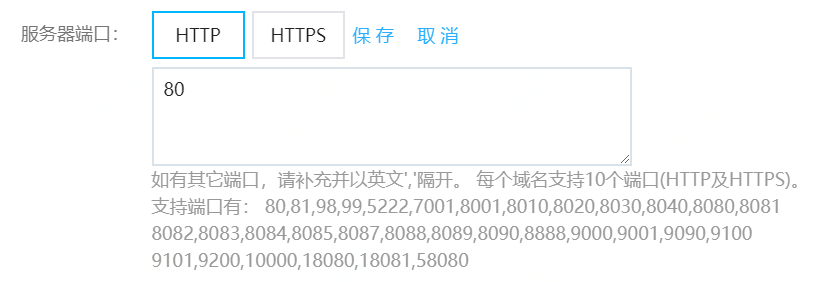 服务器端口： HTTP HTTPS 保存 取消
80
如有其它端口，请补充并以英文','隔开。 每个域名支持10个端口(HTTP及HTTPS)。
支持端口有： 80,81,98,99,5222,7001,8001,8010,8020,8030,8040,8080,8081
8082,8083,8084,8085,8087,8088,8089,8090,8888,9000,9001,9090,9100
9101,9200,10000,18080,18081,58080